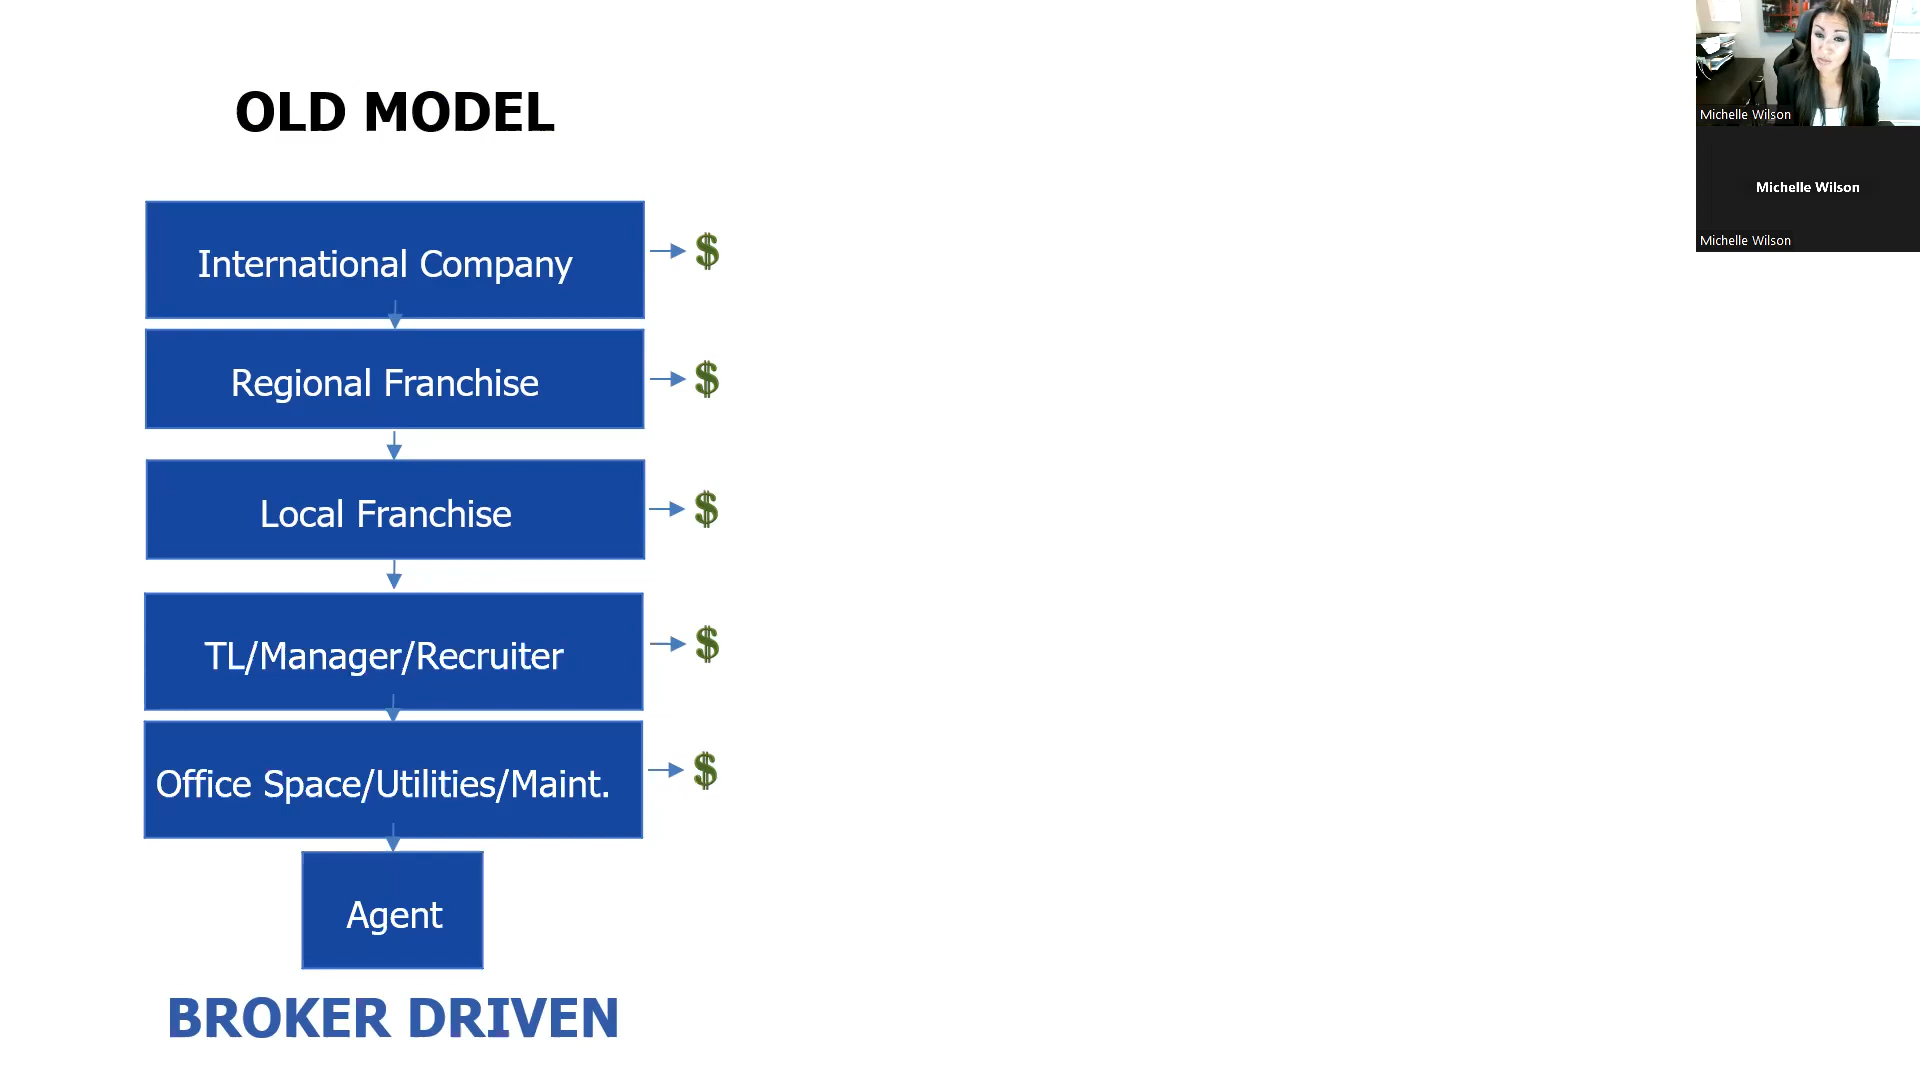 OLD MODEL
International Company
$
Regional Franchise
$
Local Franchise
$
TL/Manager/Recruiter
$
Office Space/Utilities/Maint.
$
Agent
BROKER DRIVEN
Michelle Wilson
Michelle Wilson
Michelle Wilson